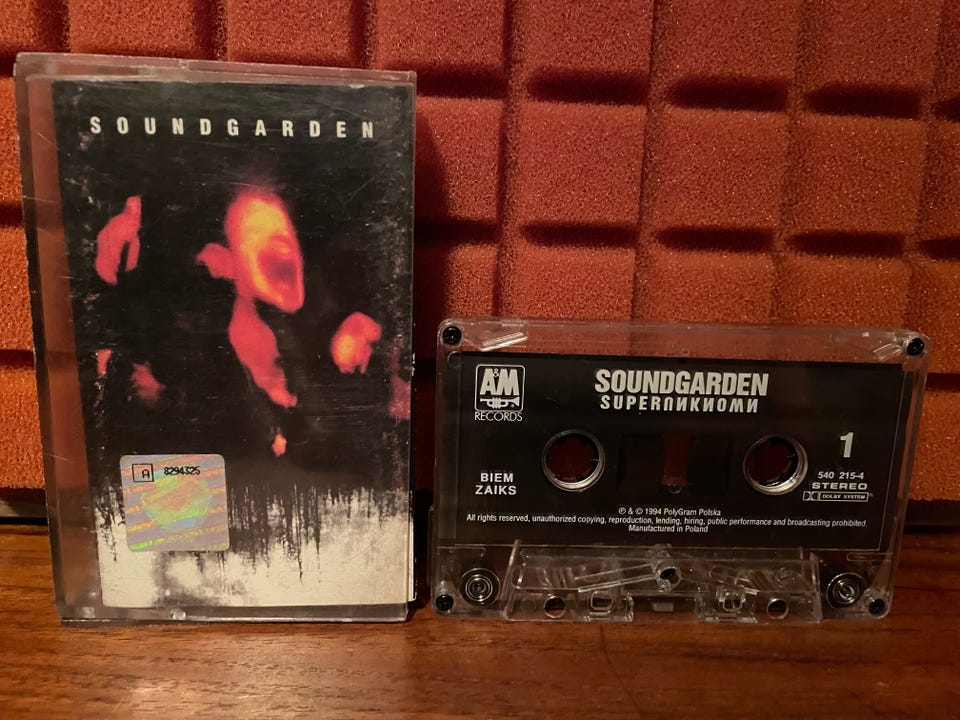 SOUNDGARDEN
A 8294325
A&M
RECORDS
SOUNDGARDEN
SUPERUNKNOWN
1
BIEM
ZAIKS
540 215-4
STEREO
DOLBY SYSTEM
℗ & © 1994 PolyGram Polska
All rights reserved, unauthorized copying, reproduction, lending, hiring, public performance and broadcasting prohibited.
Manufactured in Poland